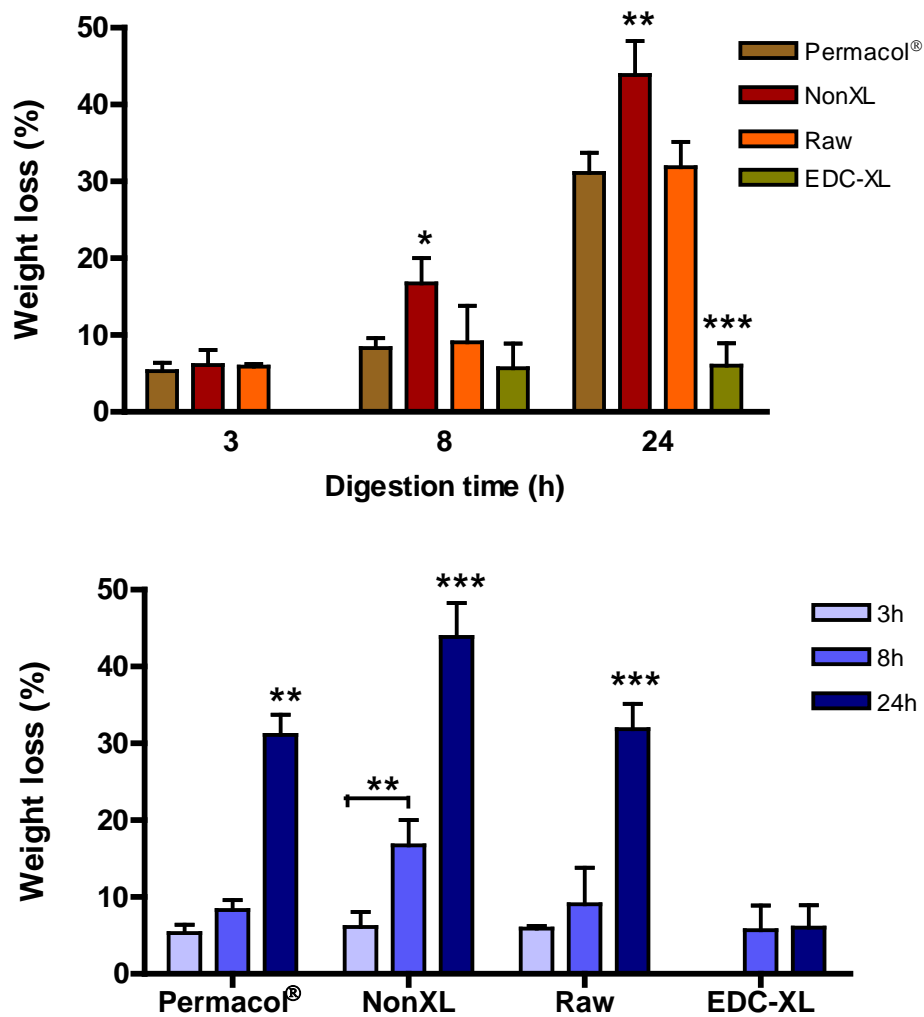 50
40
30
20
10
0
Weight loss (%)
*
**
***
Permacol®
NonXL
Raw
EDC-XL
3 8 24
Digestion time (h)
50
40
30
20
10
0
Weight loss (%)
**
**
***
***
3h
8h
24h
Permacol® NonXL Raw EDC-XL